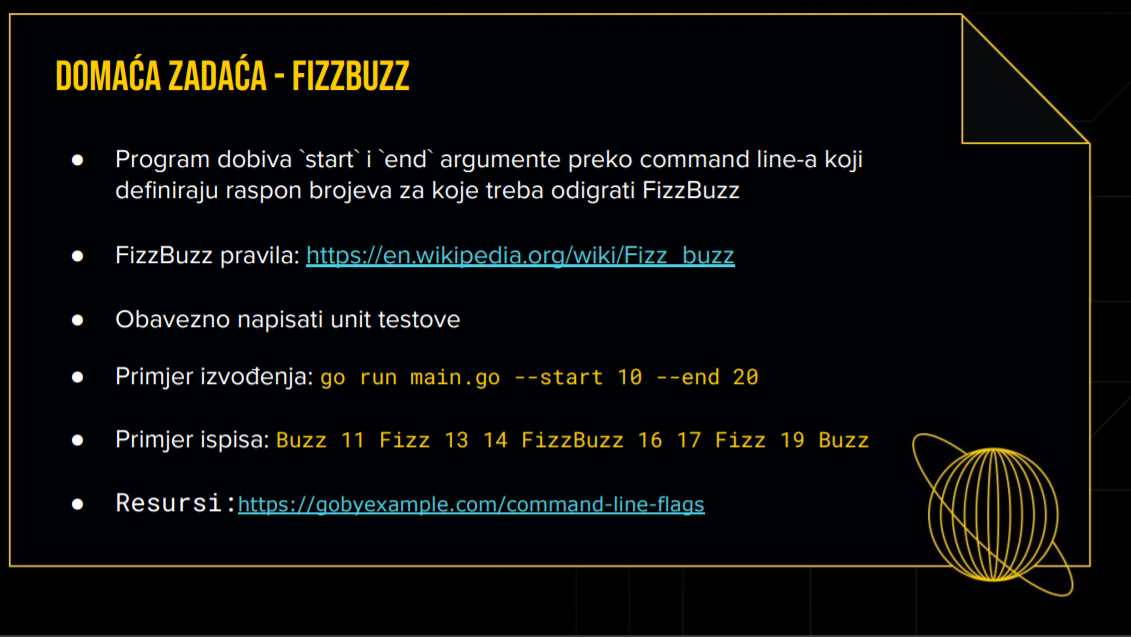 DOMAĆA ZADAĆA - FIZZBUZZ
● Program dobiva `start` i `end` argumente preko command line-a koji
definiraju raspon brojeva za koje treba odigrati FizzBuzz
● FizzBuzz pravila: https://en.wikipedia.org/wiki/Fizz_buzz
● Obavezno napisati unit testove
● Primjer izvođenja: go run main.go --start 10 --end 20
● Primjer ispisa: Buzz 11 Fizz 13 14 FizzBuzz 16 17 Fizz 19 Buzz
● Resursi:https://gobyexample.com/command-line-flags